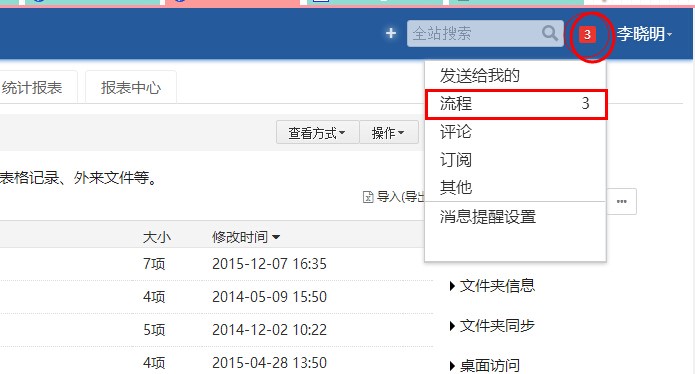 + 全站搜索 3 李晓明
发送给我的
流程 3
评论
订阅
其他
消息提醒设置
统计报表 报表中心
查看方式 操作
表格记录、外来文件等。
导入(导出 ...
大小 修改时间
7项 2015-12-07 16:35
4项 2014-05-09 15:50
5项 2014-12-02 10:22
4项 2015-04-28 13:50
文件夹信息
文件夹同步
桌面访问